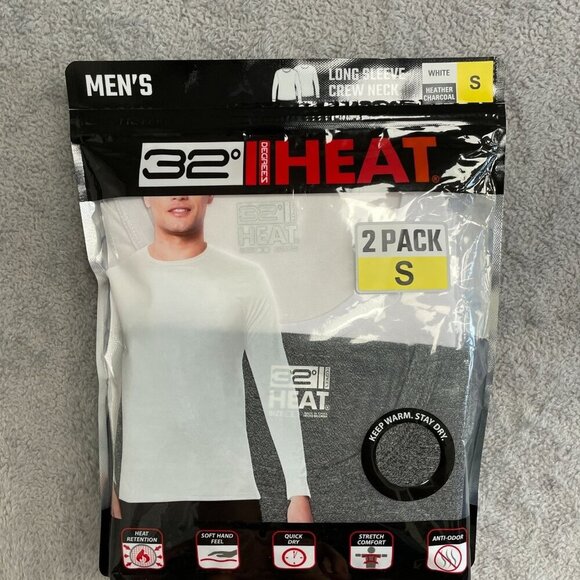 MEN'S
LONG SLEEVE
CREW NECK
WHITE
HEATHER
CHARCOAL
S
32°
DEGREES
HEAT®
32°
HEAT
2 PACK
S
32°
DEGREES
HEAT
KEEP WARM. STAY DRY.
HEAT
RETENTION
SOFT HAND
FEEL
QUICK
DRY
STRETCH
COMFORT
ANTI-ODOR